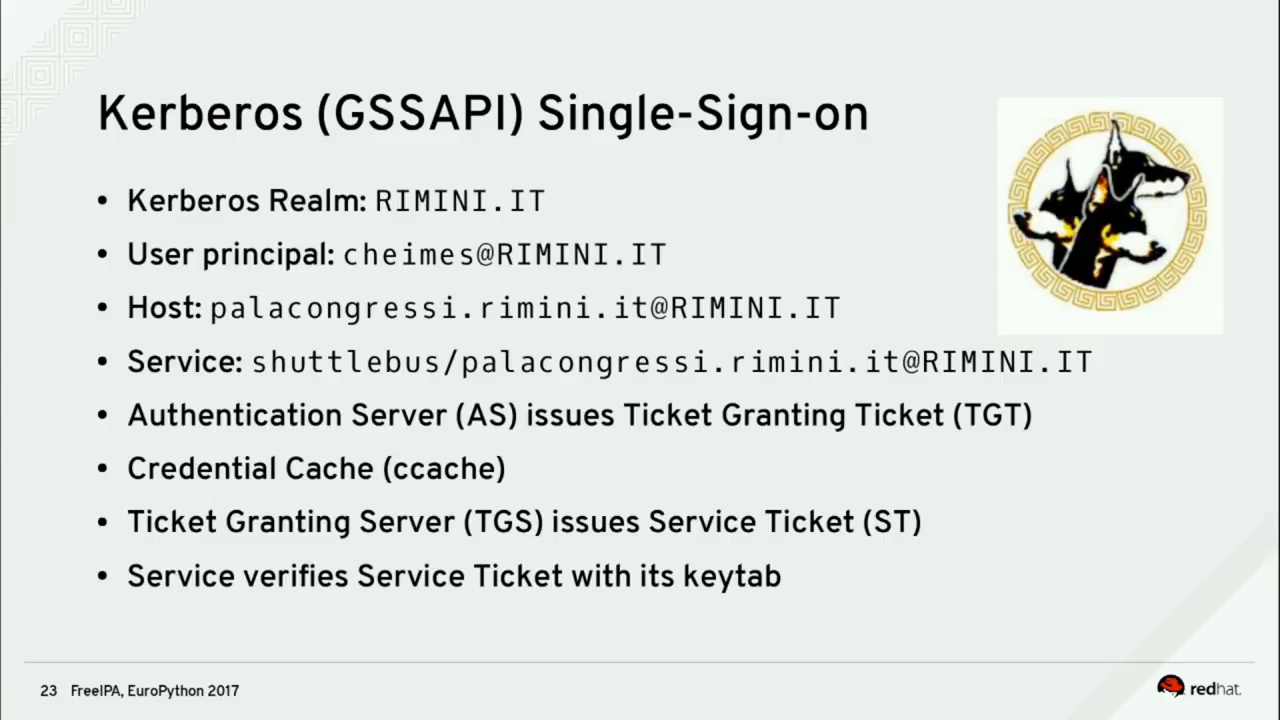 Kerberos (GSSAPI) Single-Sign-on
• Kerberos Realm: RIMINI.IT
• User principal: cheimes@RIMINI.IT
• Host: palacongressi.rimini.it@RIMINI.IT
• Service: shuttlebus/palacongressi.rimini.it@RIMINI.IT
• Authentication Server (AS) issues Ticket Granting Ticket (TGT)
• Credential Cache (ccache)
• Ticket Granting Server (TGS) issues Service Ticket (ST)
• Service verifies Service Ticket with its keytab
23 FreeIPA, EuroPython 2017
redhat.